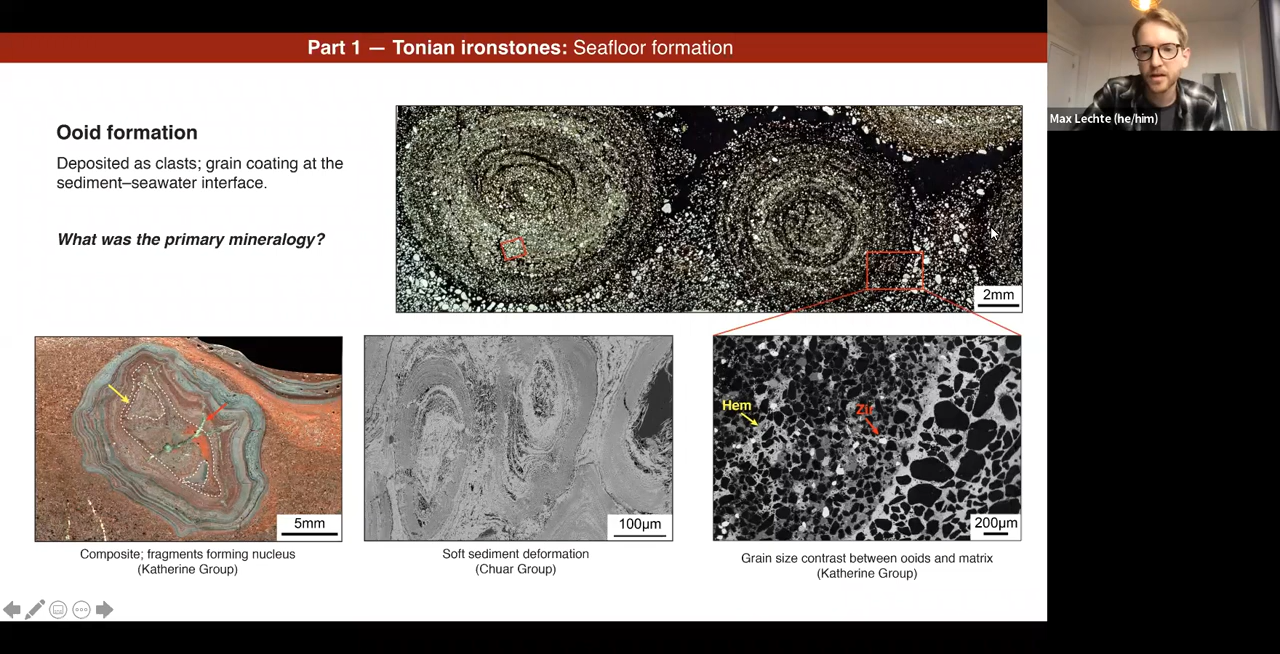 Part 1 — Tonian ironstones: Seafloor formation
Max Lechte (he/him)
Ooid formation
Deposited as clasts; grain coating at the
sediment–seawater interface.
What was the primary mineralogy?
2mm
5mm
100µm
Hem
Zir
200µm
Composite; fragments forming nucleus
(Katherine Group)
Soft sediment deformation
(Chuar Group)
Grain size contrast between ooids and matrix
(Katherine Group)